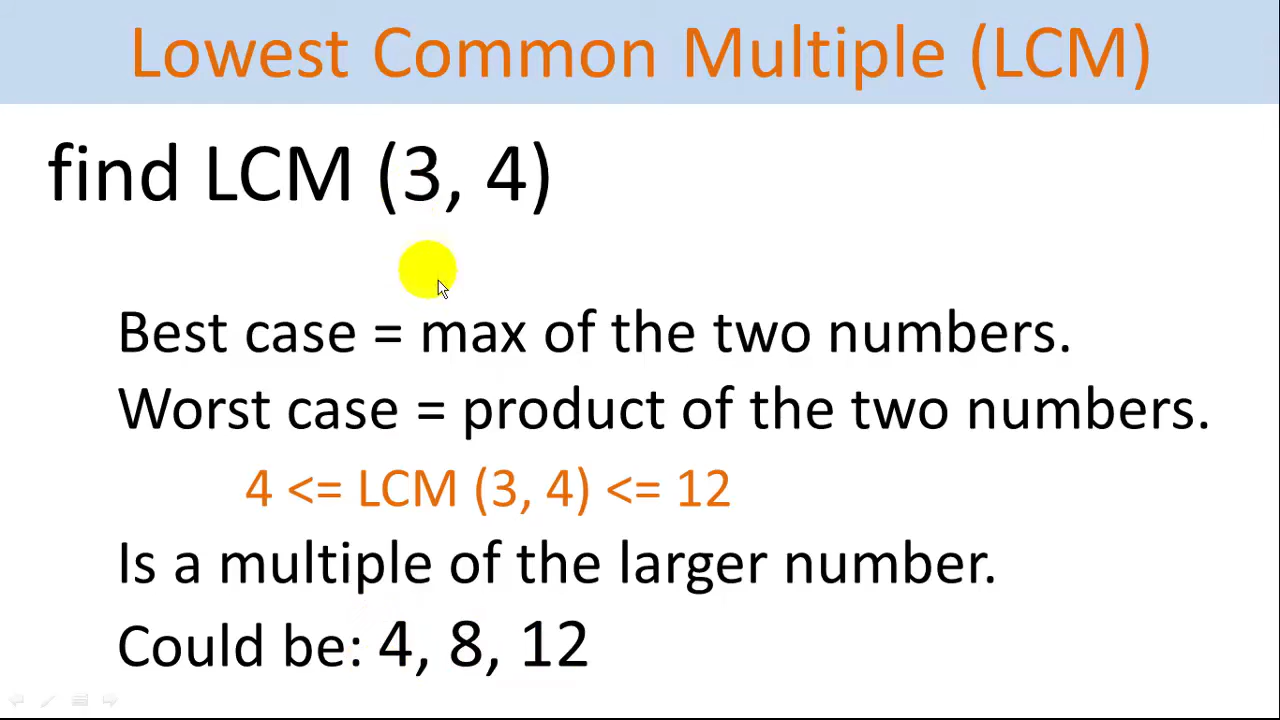 Lowest Common Multiple (LCM)
find LCM (3, 4)
Best case = max of the two numbers.
Worst case = product of the two numbers.
4 <= LCM (3, 4) <= 12
Is a multiple of the larger number.
Could be: 4, 8, 12